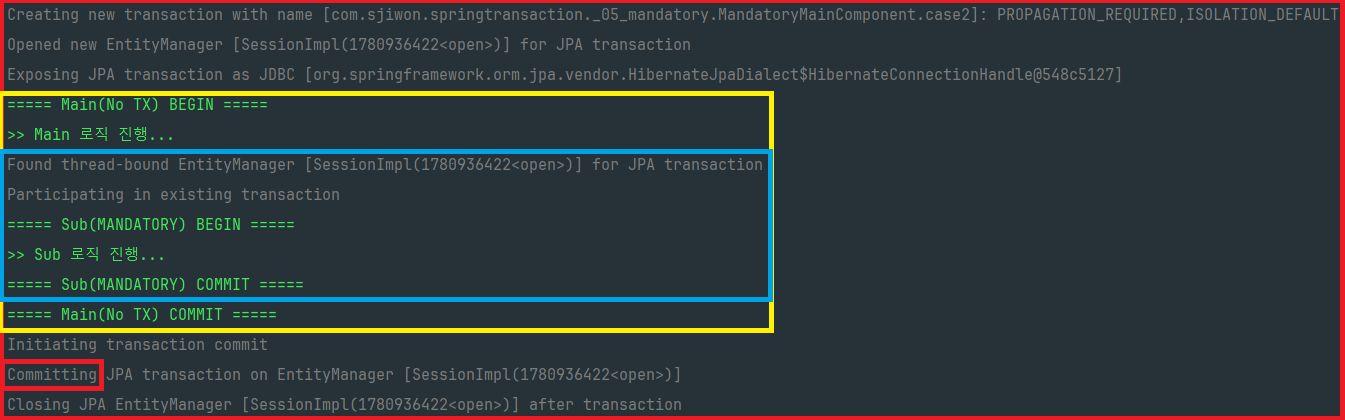 Creating new transaction with name [com.sjiwon.springtransaction._05_mandatory.MandatoryMainComponent.case2]: PROPAGATION_REQUIRED,ISOLATION_DEFAULT
Opened new EntityManager [SessionImpl(1780936422<open>)] for JPA transaction
Exposing JPA transaction as JDBC [org.springframework.orm.jpa.vendor.HibernateJpaDialect$HibernateConnectionHandle@548c5127]
===== Main(No TX) BEGIN =====
>> Main 로직 진행...
Found thread-bound EntityManager [SessionImpl(1780936422<open>)] for JPA transaction
Participating in existing transaction
===== Sub(MANDATORY) BEGIN =====
>> Sub 로직 진행...
===== Sub(MANDATORY) COMMIT =====
===== Main(No TX) COMMIT =====
Initiating transaction commit
Committing JPA transaction on EntityManager [SessionImpl(1780936422<open>)]
Closing JPA EntityManager [SessionImpl(1780936422<open>)] after transaction